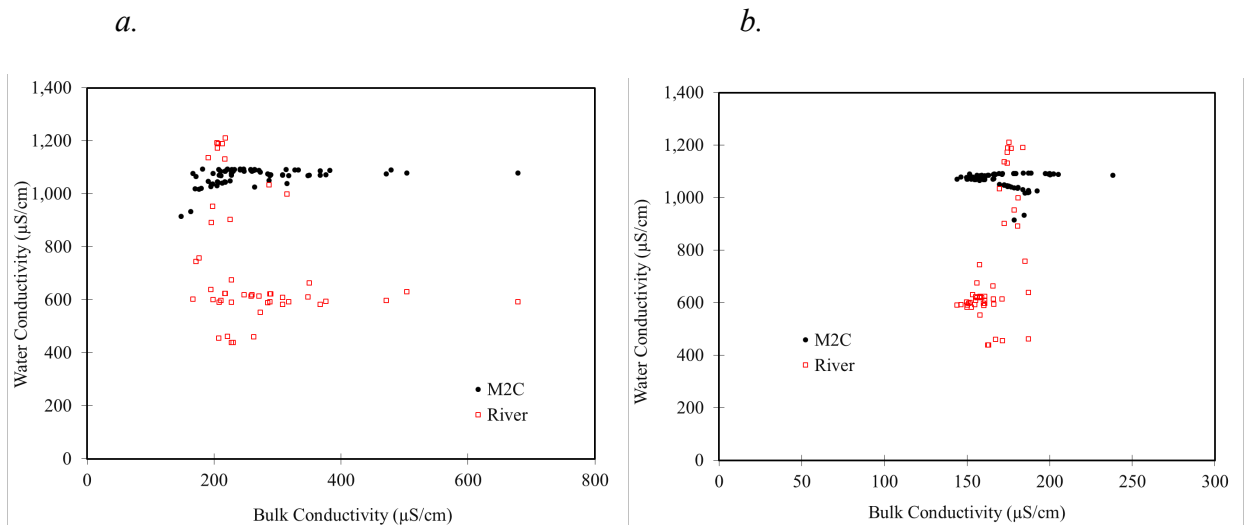 a.
b.
1,400
1,200
1,000
800
600
400
200
0
Water Conductivity (µS/cm)
M2C
River
0 200 400 600 800
Bulk Conductivity (µS/cm)
1,400
1,200
1,000
800
600
400
200
0
Water Conductivity (µS/cm)
M2C
River
0 50 100 150 200 250 300
Bulk Conductivity (µS/cm)